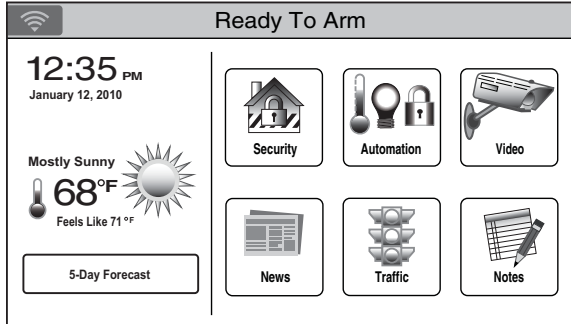 Ready To Arm
12:35 PM
January 12, 2010
Mostly Sunny
68°F
Feels Like 71°F
5-Day Forecast
Security
Automation
Video
News
Traffic
Notes